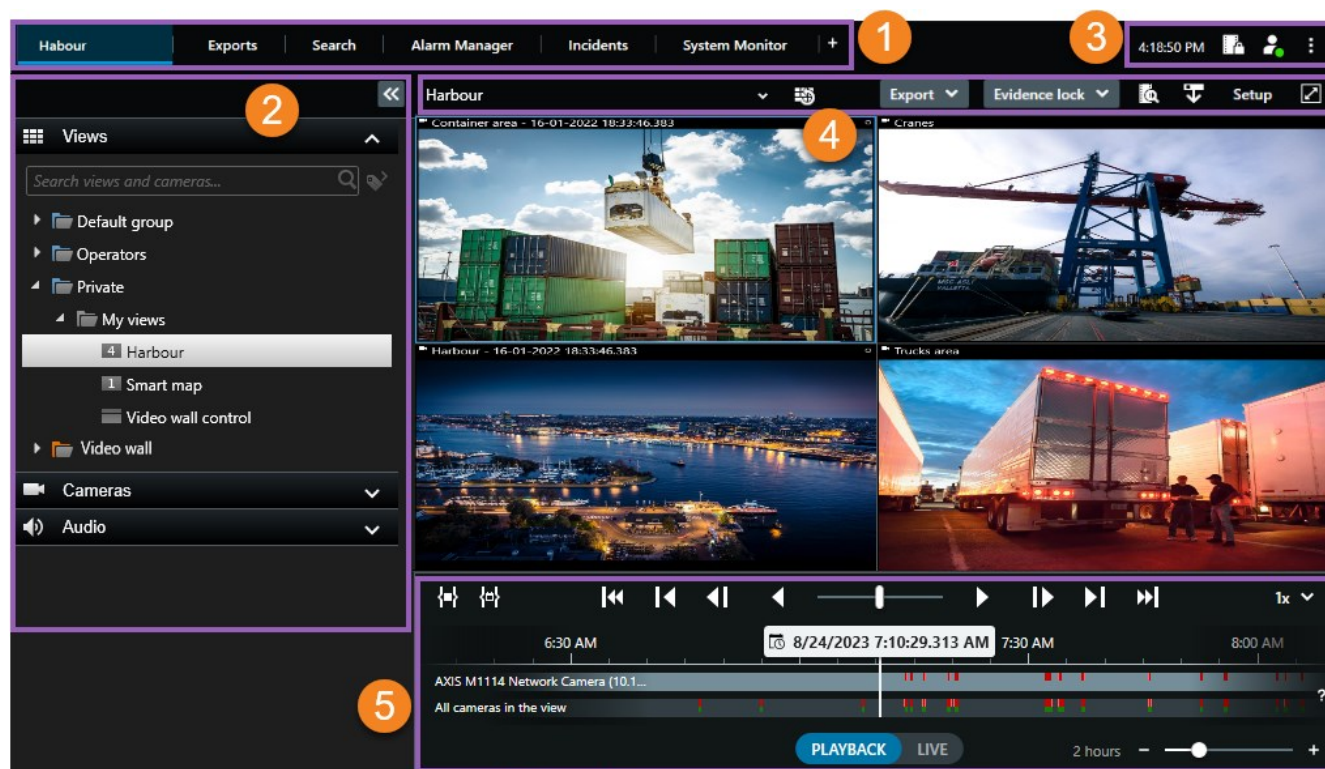 Habour Exports Search Alarm Manager Incidents System Monitor + 1 3 4:18:50 PM
2 Harbour Export Evidence lock Setup
Views
Container area - 16-01-2022 18:33:46.383 4 Cranes
Search views and cameras...
Default group
Operators
Private
My views
4 Harbour
Harbour - 16-01-2022 18:33:46.383 Trucks area
1 Smart map
Video wall control
Video wall
Cameras
Audio
1x
6:30 AM 8/24/2023 7:10:29.313 AM 7:30 AM 8:00 AM
AXIS M1114 Network Camera (10.1...
5 All cameras in the view ?
PLAYBACK LIVE 2 hours - +